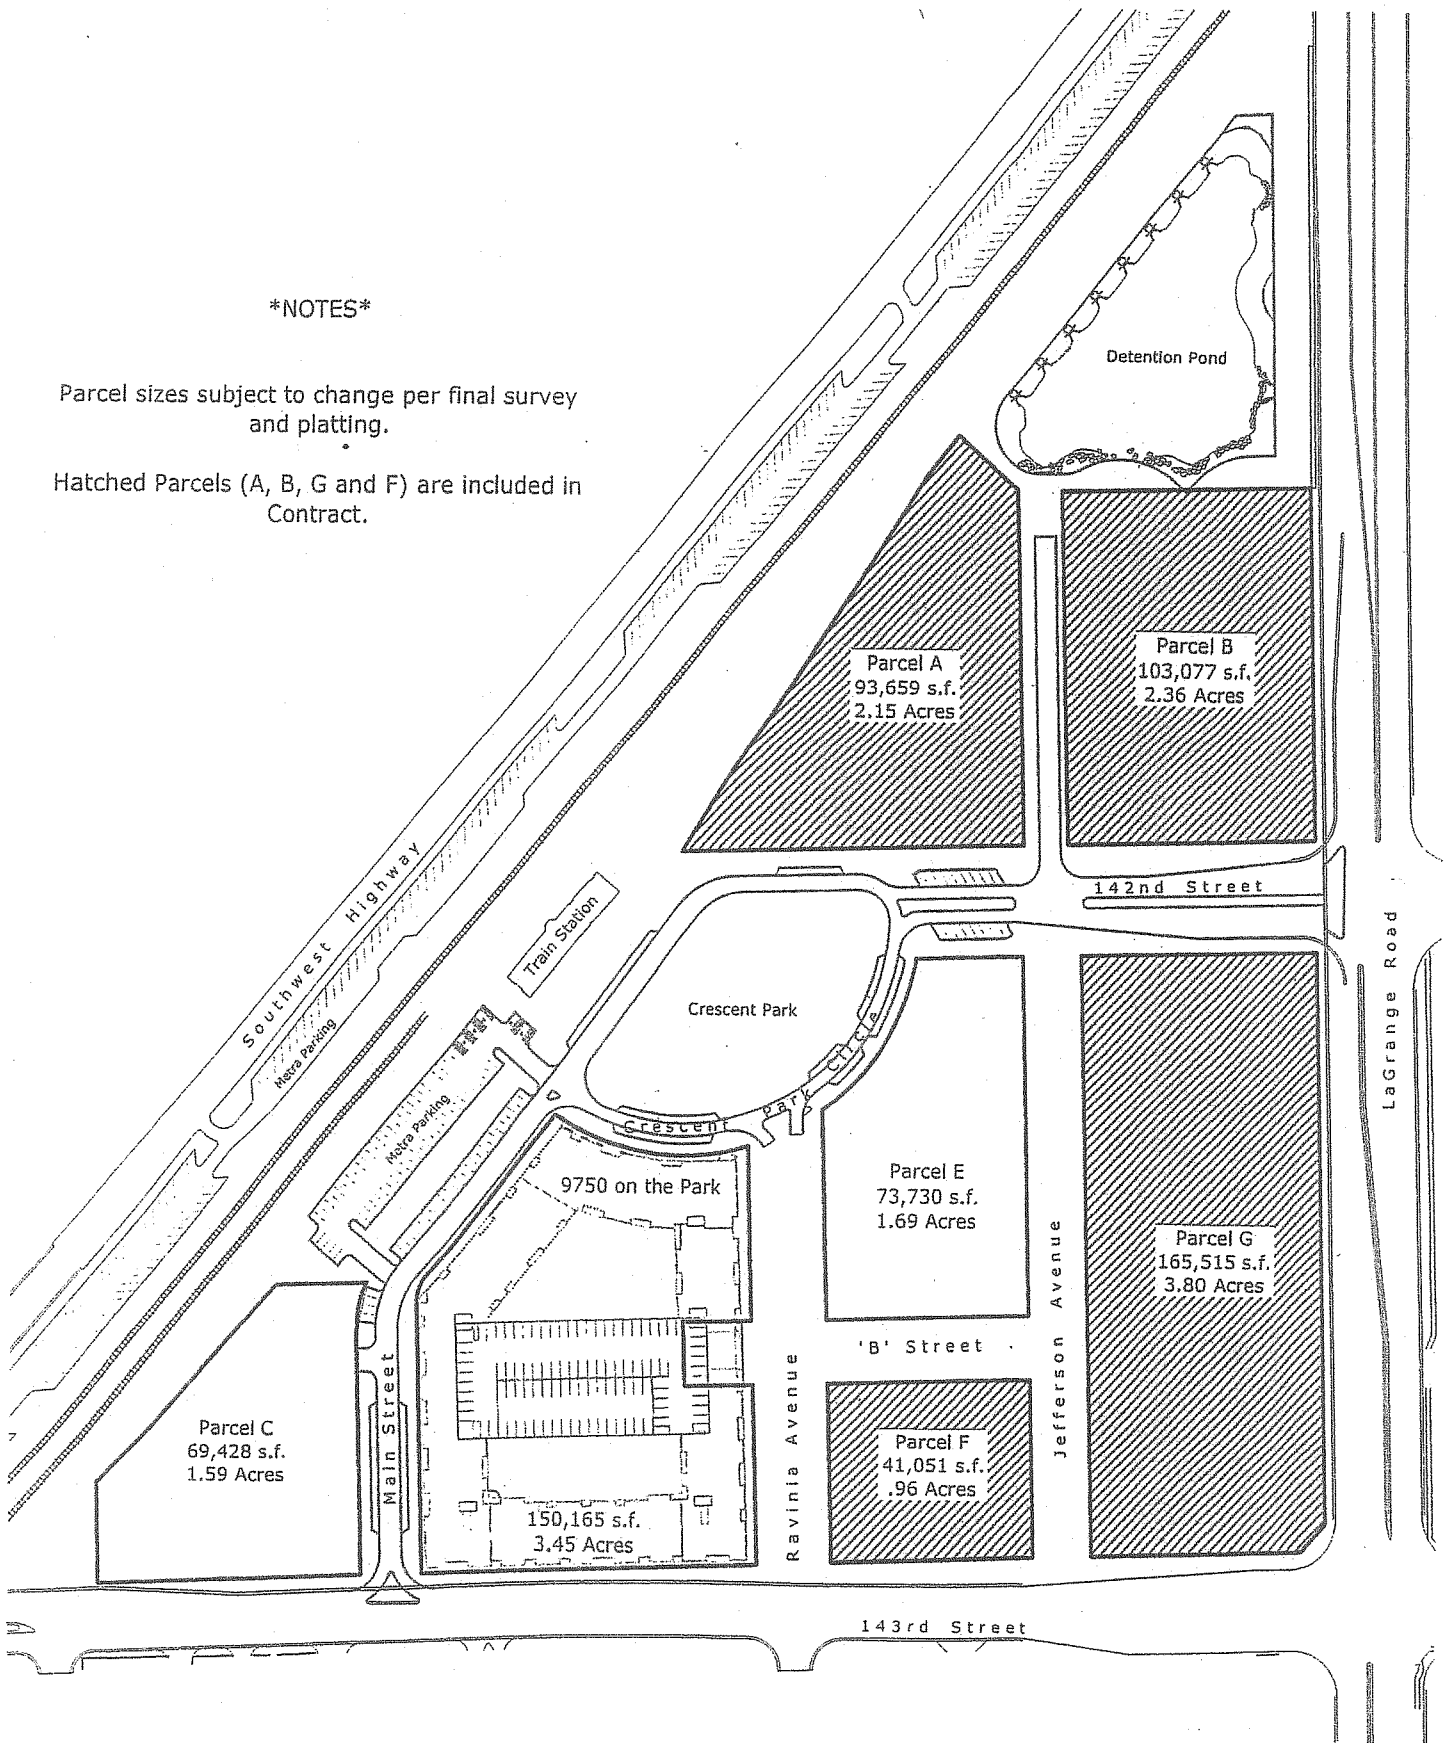 *NOTES*
Parcel sizes subject to change per final survey
and platting.
Hatched Parcels (A, B, G and F) are included in
Contract.
Detention Pond
Parcel A
93,659 s.f.
2.15 Acres
Parcel B
103,077 s.f.
2.36 Acres
142nd Street
Southwest Highway
Metra Parking
Train Station
Metra Parking
Crescent Park
Crescent Park Circle
LaGrange Road
9750 on the Park
Parcel E
73,730 s.f.
1.69 Acres
Parcel G
165,515 s.f.
3.80 Acres
Jefferson Avenue
'B' Street
Ravinia Avenue
Main Street
Parcel C
69,428 s.f.
1.59 Acres
Parcel F
41,051 s.f.
.96 Acres
150,165 s.f.
3.45 Acres
143rd Street